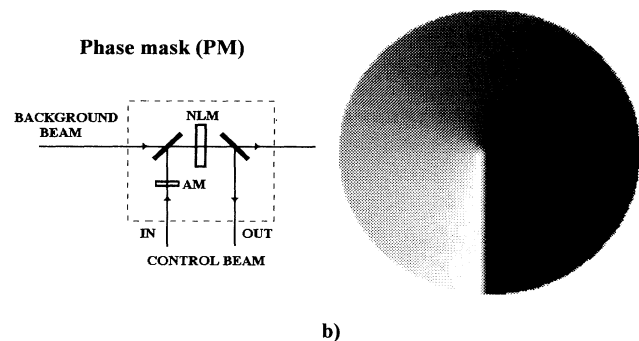 Phase mask (PM)
NLM
BACKGROUND
BEAM
AM
IN
OUT
CONTROL BEAM
b)